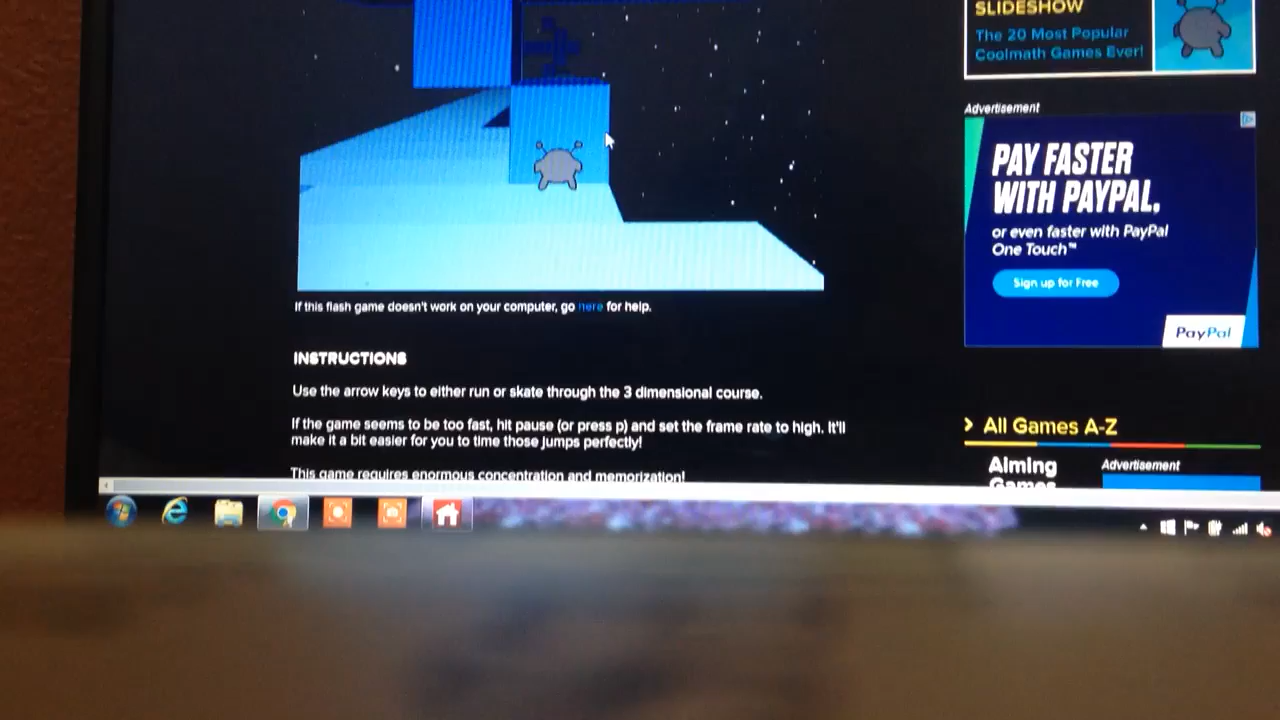 SLIDESHOW
The 20 Most Popular
Coolmath Games Ever!
Advertisement
PAY FASTER
WITH PAYPAL.
or even faster with PayPal
One Touch™
Sign up for Free
PayPal
If this flash game doesn't work on your computer, go here for help.
INSTRUCTIONS
Use the arrow keys to either run or skate through the 3 dimensional course.
If the game seems to be too fast, hit pause (or press p) and set the frame rate to high. It'll
make it a bit easier for you to time those jumps perfectly!
This game requires enormous concentration and memorization!
> All Games A-Z
Aiming
Games
Advertisement